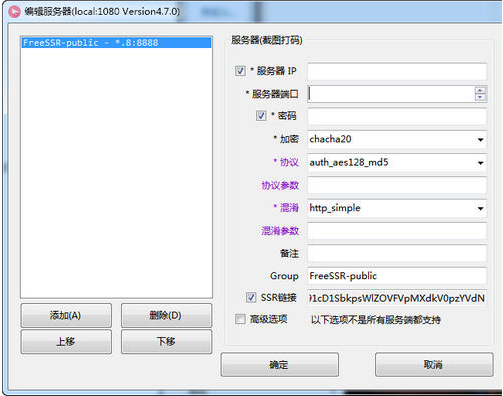 编辑服务器(local:1080 Version4.7.0)
FreeSSR-public - *.8:8888
服务器(截图打码)
* 服务器 IP
* 服务器端口
* 密码
* 加密 chacha20
* 协议 auth_aes128_md5
协议参数
* 混淆 http_simple
混淆参数
备注
Group FreeSSR-public
SSR链接 91cD1SbkpsWlZOVFVpMXdkV0pzYVdN
高级选项 以下选项不是所有服务端都支持
添加(A) 删除(D)
上移 下移
确定 取消